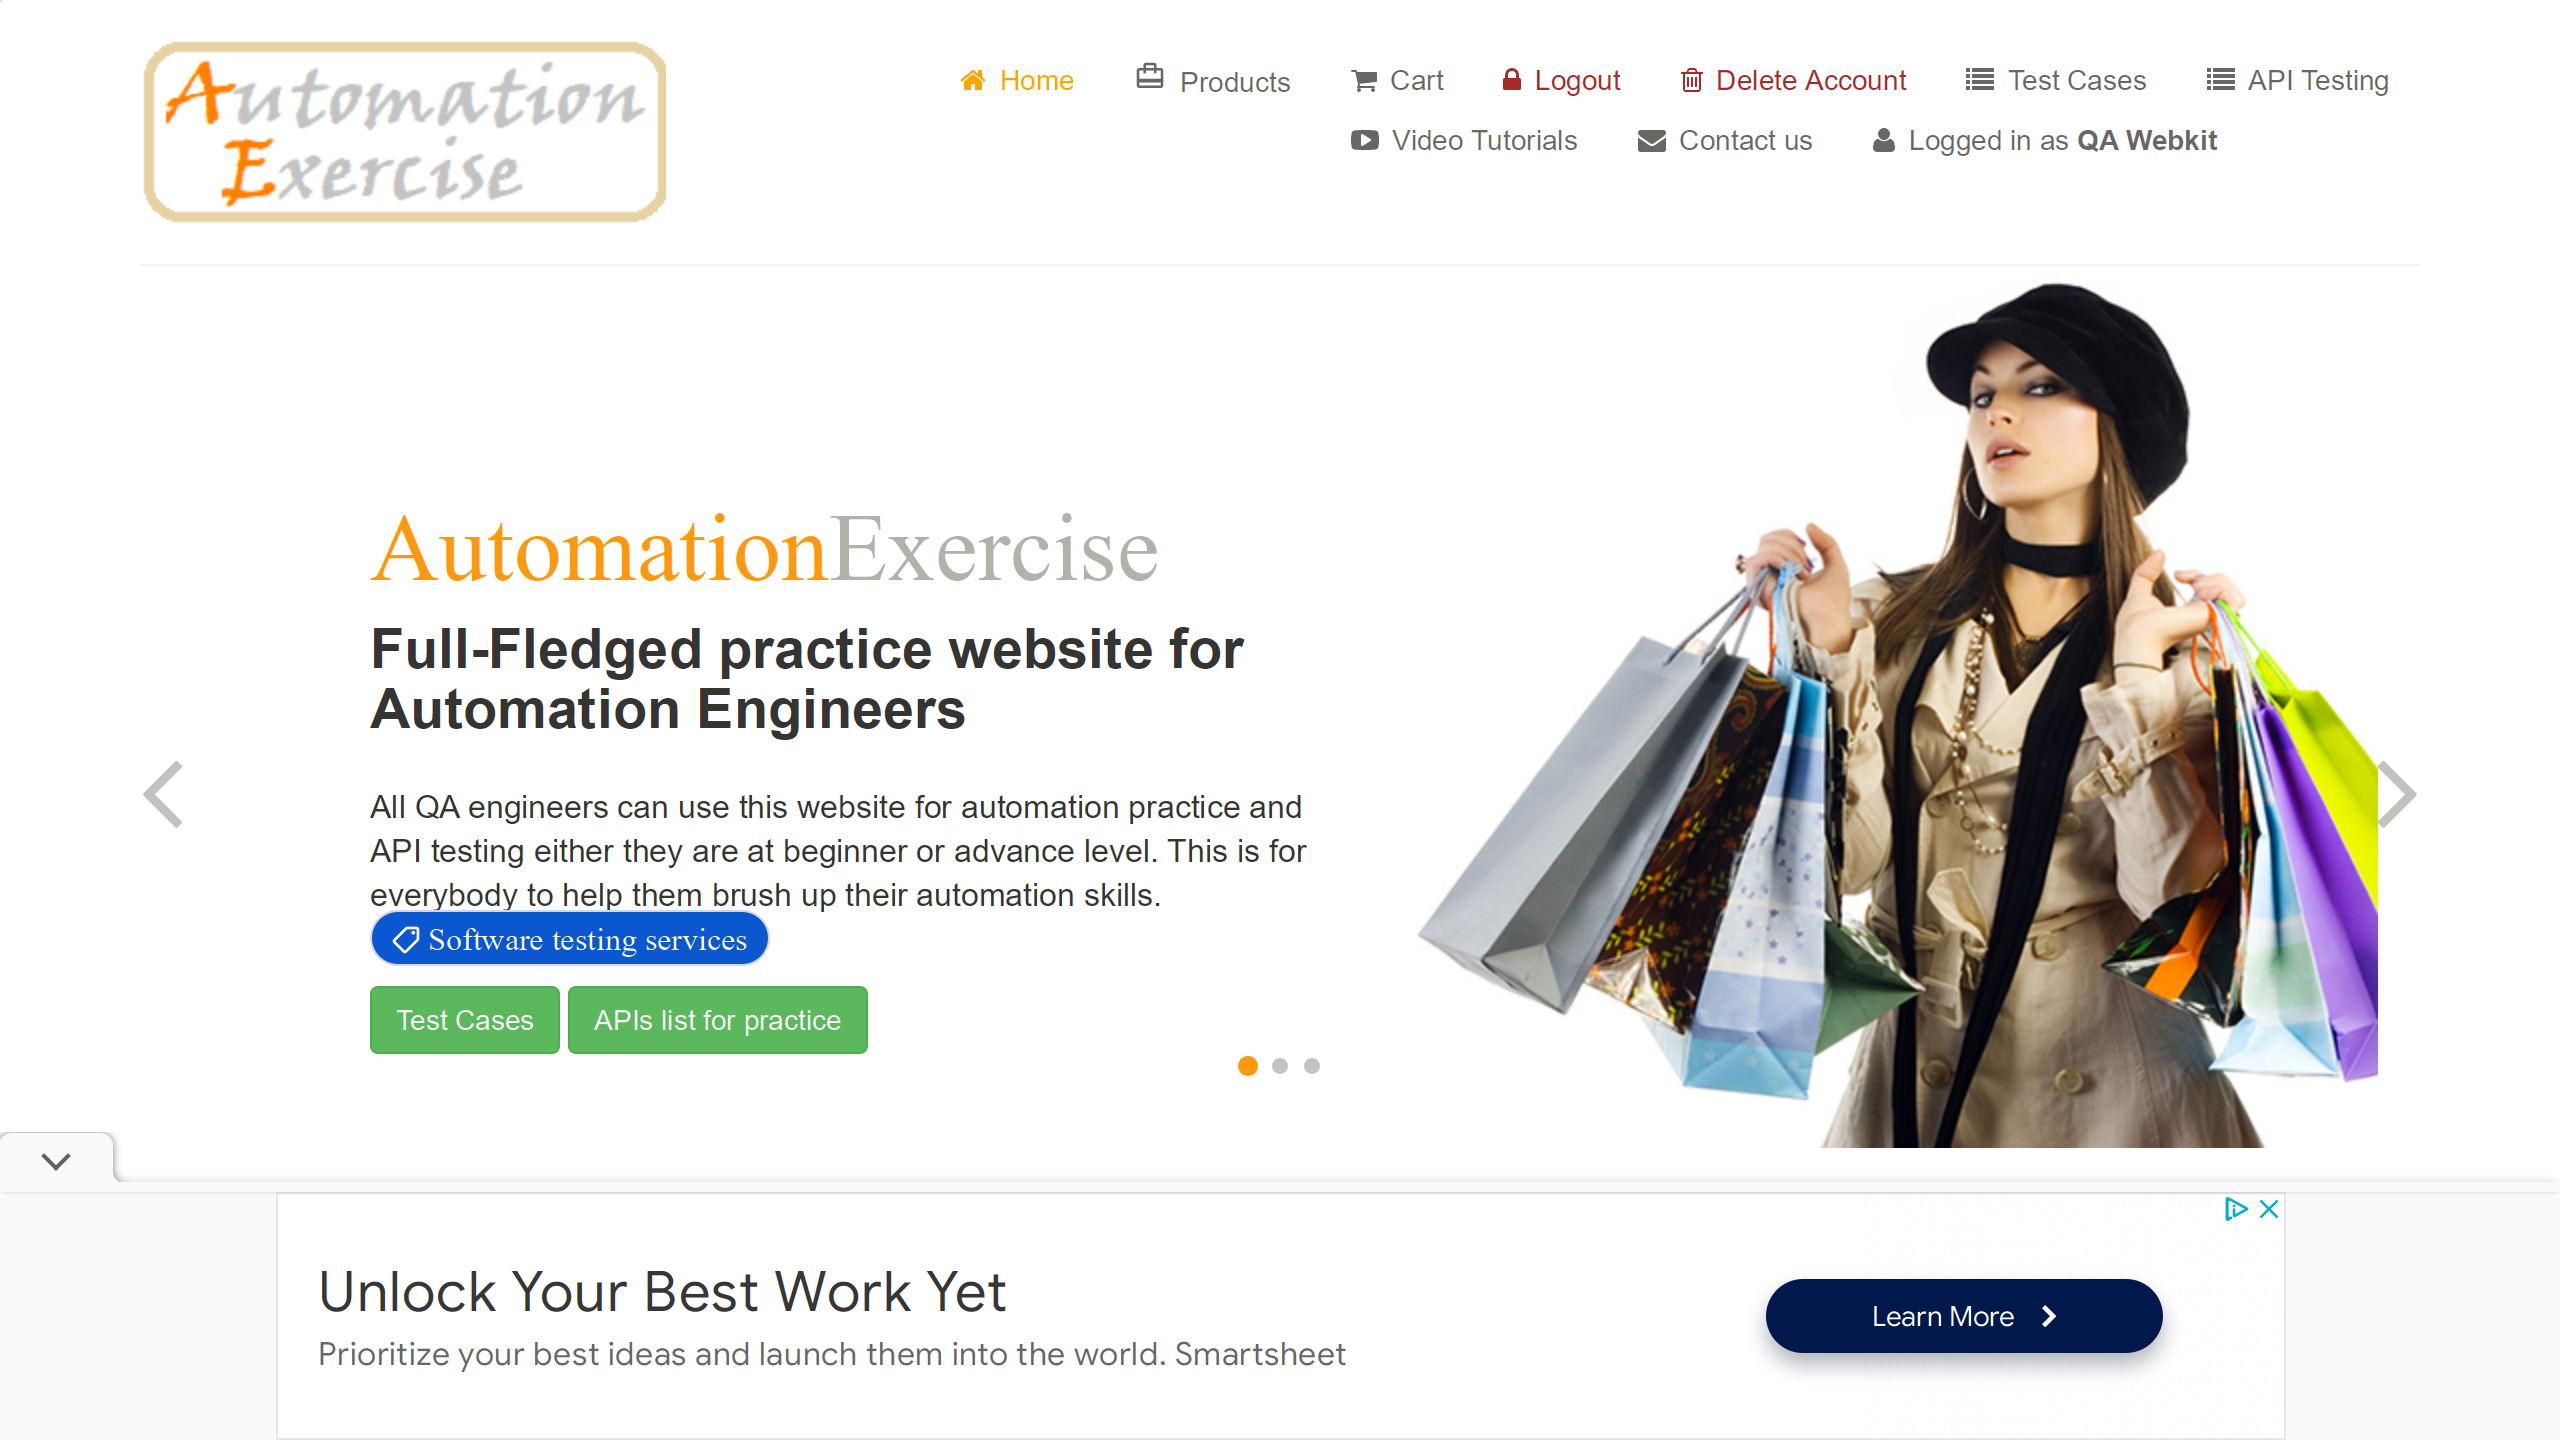 Automation
Exercise
Home
Products
Cart
Logout
Delete Account
Test Cases
API Testing
Video Tutorials
Contact us
Logged in as QA Webkit
AutomationExercise
Full-Fledged practice website for
Automation Engineers
All QA engineers can use this website for automation practice and
API testing either they are at beginner or advance level. This is for
everybody to help them brush up their automation skills.
Software testing services
Test Cases
APIs list for practice
Unlock Your Best Work Yet
Prioritize your best ideas and launch them into the world. Smartsheet
Learn More